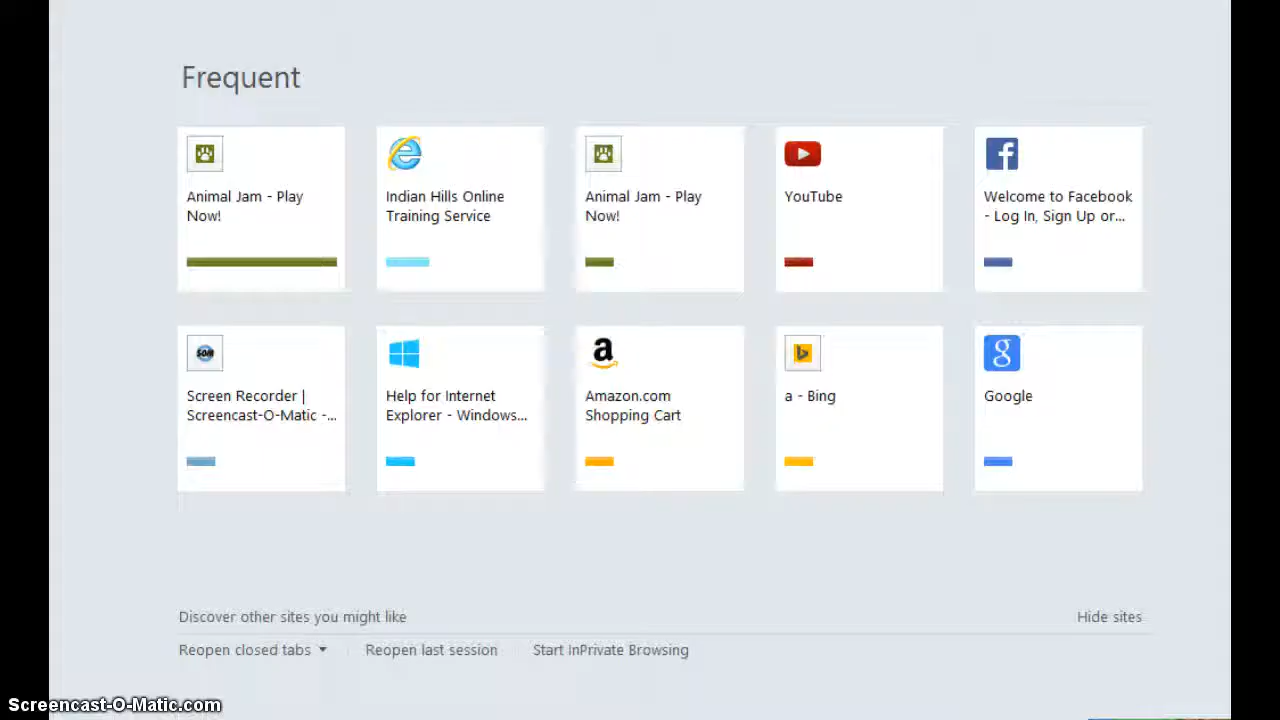 Frequent
Animal Jam - Play
Now!
Indian Hills Online
Training Service
Animal Jam - Play
Now!
YouTube
Welcome to Facebook
- Log In, Sign Up or...
SOM
Screen Recorder |
Screencast-O-Matic -...
Help for Internet
Explorer - Windows...
Amazon.com
Shopping Cart
a - Bing
Google
Discover other sites you might like
Hide sites
Reopen closed tabs
Reopen last session
Start InPrivate Browsing
Screencast-O-Matic.com